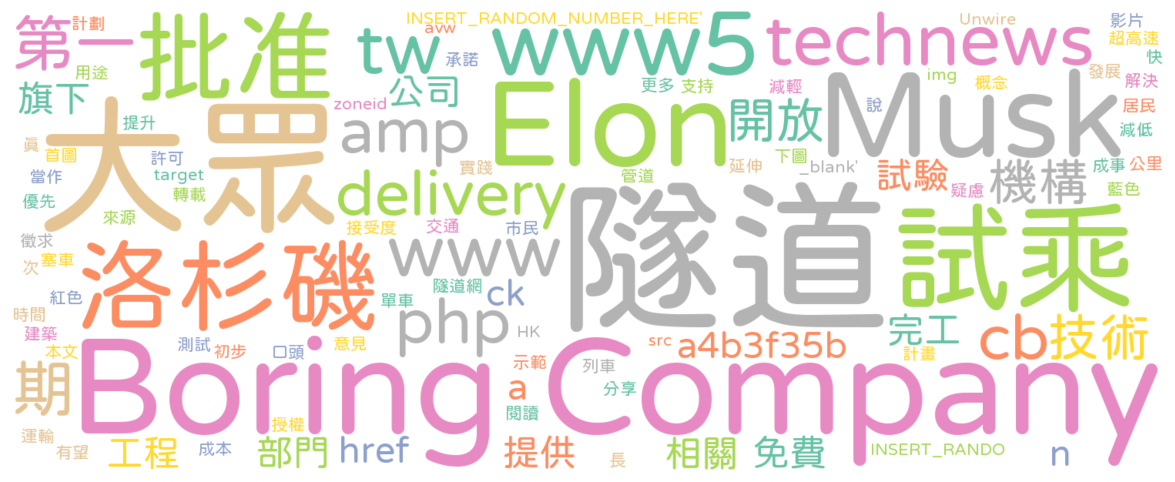 第一
計劃
批准
tw
avw
INSERT_RANDOM_NUMBER_HERE'
www5
technews
Unwire
影片
超高速
快
用途
旗下
承諾
公司
zoneid
更多
支持
Elon
開放
減輕
Musk
說
img
概念
發展
解決
居民
減低
提升
大眾
amp
眞
首圖
許可
當作
target
優先
轉載
來源
實踐
delivery
管道
延伸
下圖
_blank'
試驗
疑慮
機構
成事
公里
藍色
徵求
次
塞車
洛杉磯
接受度
交通
市民
www
隧道
試乘
紅色
單車
隧道網
ck
時間
建築
本文
測試
初步
口頭
意見
php
HK
src
a4b3f35b
完工
計畫
cb
技術
期
Boring Company
示範
列車
a
分享
閱讀
運輸
有望
工程
成本
授權
部門
href
提供
長
相關
免費
INSERT_RANDO
n